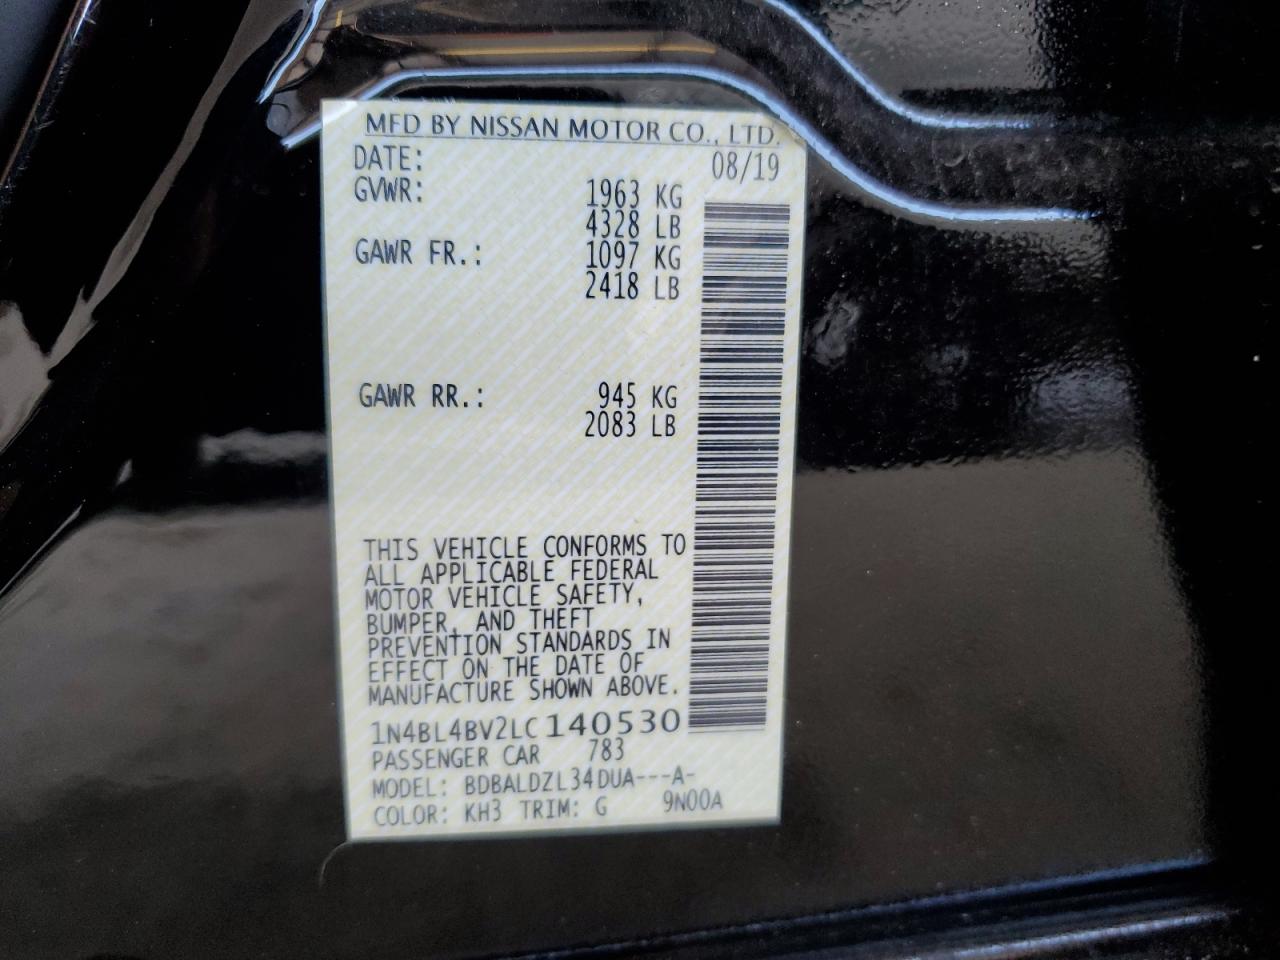 MFD BY NISSAN MOTOR CO., LTD.
DATE: 08/19
GVWR: 1963 KG
4328 LB
GAWR FR.: 1097 KG
2418 LB
GAWR RR.: 945 KG
2083 LB
THIS VEHICLE CONFORMS TO
ALL APPLICABLE FEDERAL
MOTOR VEHICLE SAFETY,
BUMPER, AND THEFT
PREVENTION STANDARDS IN
EFFECT ON THE DATE OF
MANUFACTURE SHOWN ABOVE.
1N4BL4BV2LC140530
PASSENGER CAR 783
MODEL: BDBALDZL34DUA---A-
COLOR: KH3 TRIM: G 9N00A